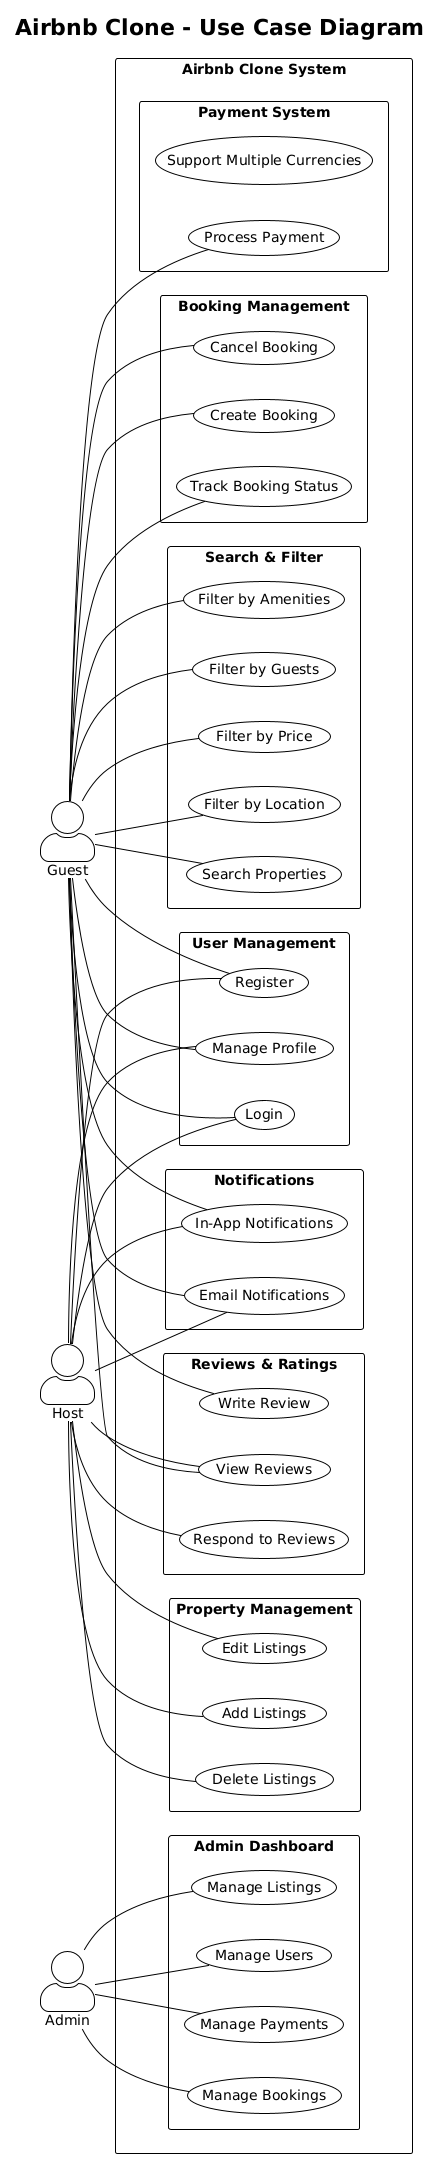 Airbnb Clone - Use Case Diagram
Airbnb Clone System
Payment System
Support Multiple Currencies
Process Payment
Booking Management
Cancel Booking
Create Booking
Track Booking Status
Search & Filter
Filter by Amenities
Filter by Guests
Filter by Price
Filter by Location
Guest
Search Properties
User Management
Register
Manage Profile
Login
Notifications
In-App Notifications
Email Notifications
Reviews & Ratings
Write Review
Host
View Reviews
Respond to Reviews
Property Management
Edit Listings
Add Listings
Delete Listings
Admin Dashboard
Manage Listings
Manage Users
Admin
Manage Payments
Manage Bookings